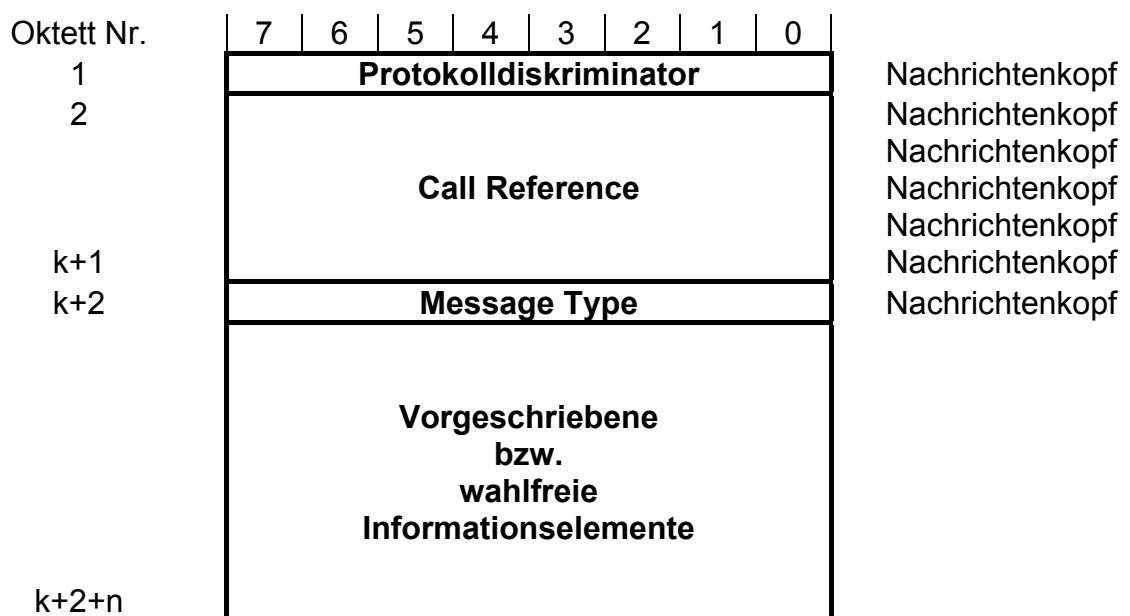 Oktett Nr. 7 6 5 4 3 2 1 0
1 Protokolldiskriminator Nachrichtenkopf
2 Nachrichtenkopf
Nachrichtenkopf
Call Reference Nachrichtenkopf
Nachrichtenkopf
k+1 Nachrichtenkopf
k+2 Message Type Nachrichtenkopf
Vorgeschriebene
bzw.
wahlfreie
Informationselemente
k+2+n